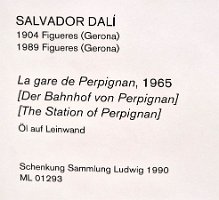 SALVADOR DALÍ
1904 Figueres (Gerona)
1989 Figueres (Gerona)
La gare de Perpignan, 1965
[Der Bahnhof von Perpignan]
[The Station of Perpignan]
Öl auf Leinwand
Schenkung Sammlung Ludwig 1990
ML 01293